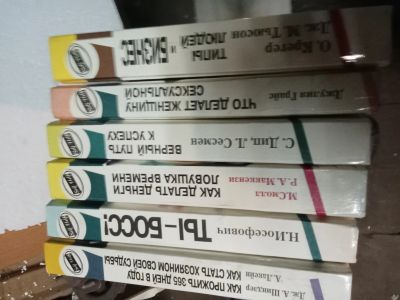 О. Крегер
Дж. М. Тьюсон
ТИПЫ
ЛЮДЕЙ И БИЗНЕС
Джулия Грайс
ЧТО ДЕЛАЕТ ЖЕНЩИНУ
СЕКСУАЛЬНОЙ
С. Дип, Л. Сесмен
ВЕРНЫЙ ПУТЬ
К УСПЕХУ
М. Смолл
Р. А. Маккензи
КАК ДЕЛАТЬ ДЕНЬГИ
ЛОВУШКА ВРЕМЕНИ
Н. Иосефович
ТЫ – БОСС!
Дж. А. Шиндлер
А. Лакейн
КАК ПРОЖИТЬ 365 ДНЕЙ В ГОДУ
КАК СТАТЬ ХОЗЯИНОМ СВОЕЙ СУДЬБЫ